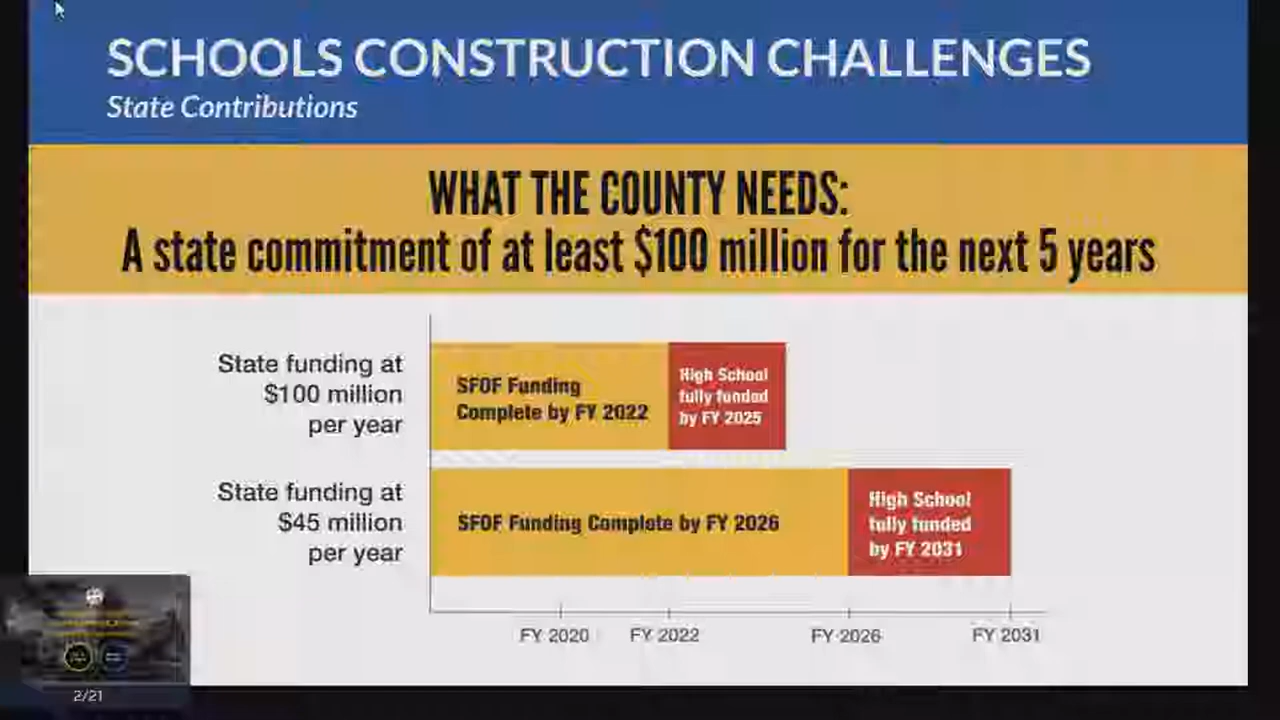 SCHOOLS CONSTRUCTION CHALLENGES
State Contributions
WHAT THE COUNTY NEEDS:
A state commitment of at least $100 million for the next 5 years
State funding at
$100 million
per year
SFOF Funding
Complete by FY 2022
High School
fully funded
by FY 2025
State funding at
$45 million
per year
SFOF Funding Complete by FY 2026
High School
fully funded
by FY 2031
FY 2020
FY 2022
FY 2026
FY 2031
2/21